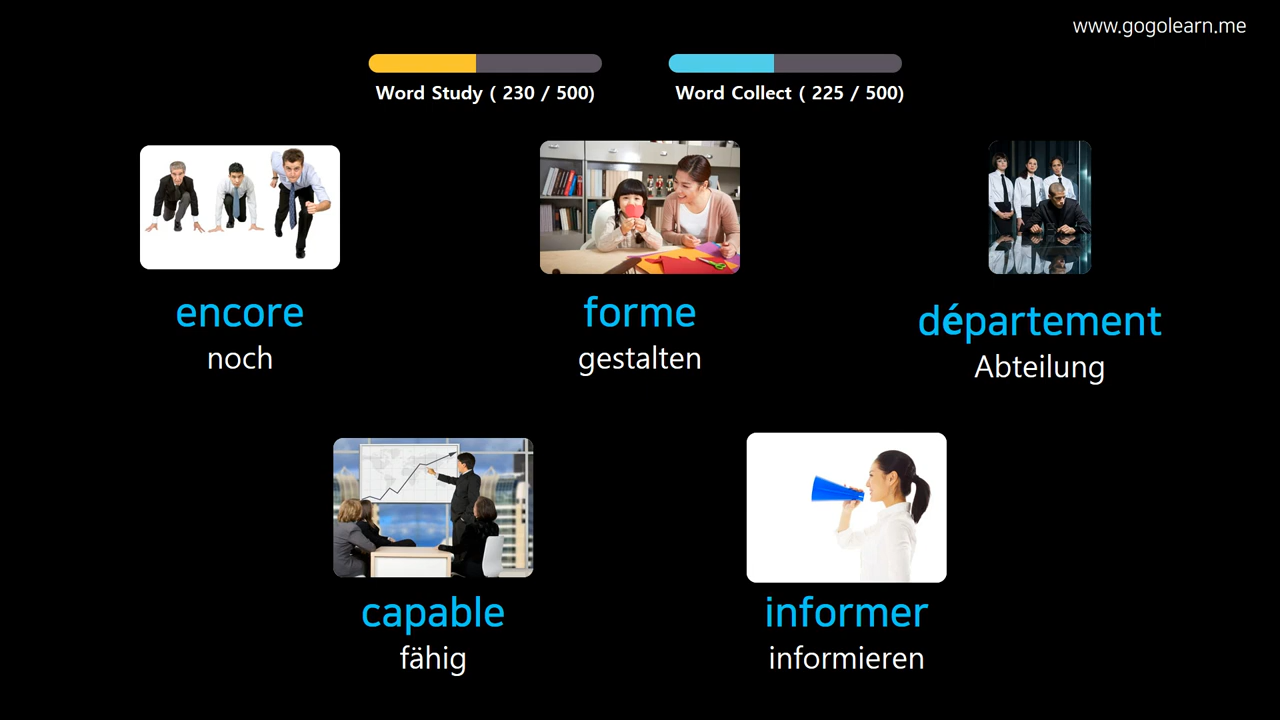 www.gogolearn.me
Word Study ( 230 / 500)
Word Collect ( 225 / 500)
encore
noch
forme
gestalten
département
Abteilung
capable
fähig
informer
informieren